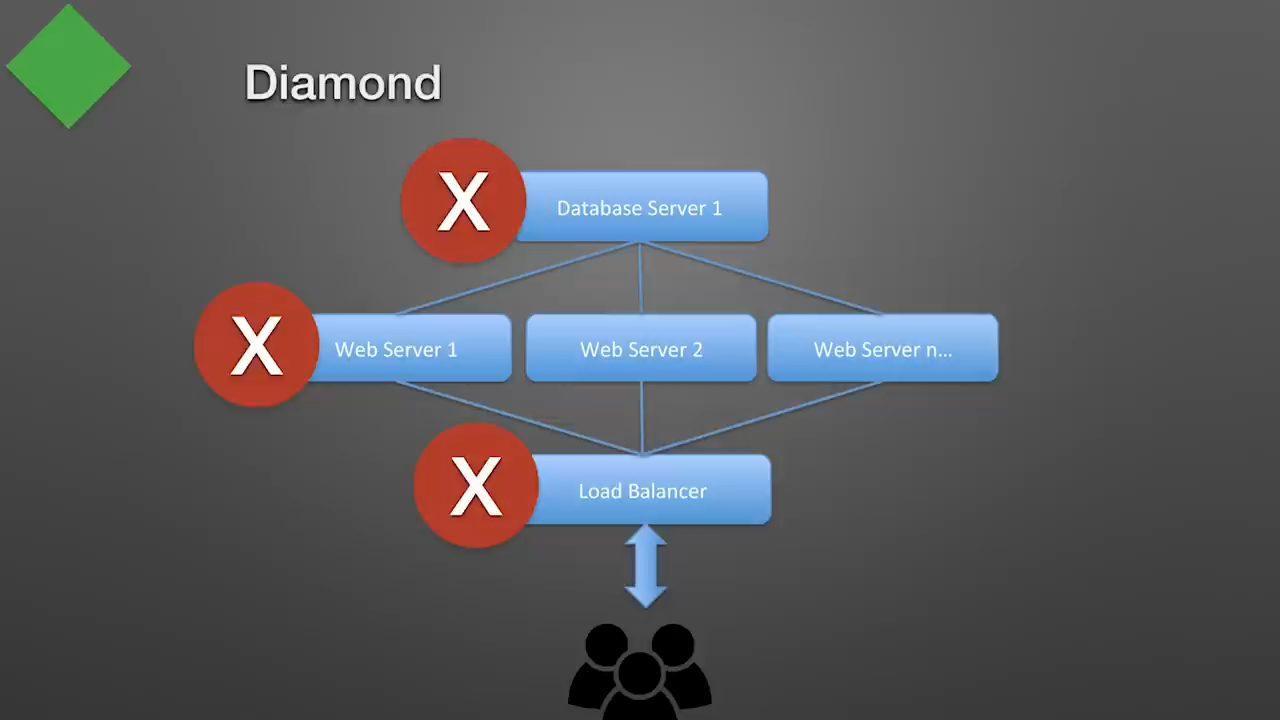 Diamond
X
Database Server 1
X
Web Server 1
Web Server 2
Web Server n...
X
Load Balancer